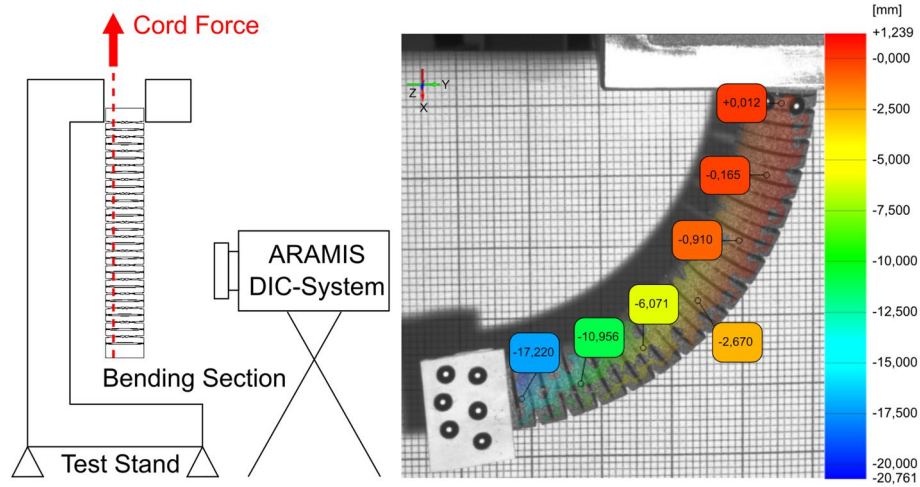 Cord Force
ARAMIS
DIC-System
Bending Section
Test Stand
Z
Y
X
+0,012
-0,165
-0,910
-6,071
-2,670
-10,956
-17,220
[mm]
+1,239
-0,000
-2,500
-5,000
-7,500
-10,000
-12,500
-15,000
-17,500
-20,000
-20,761